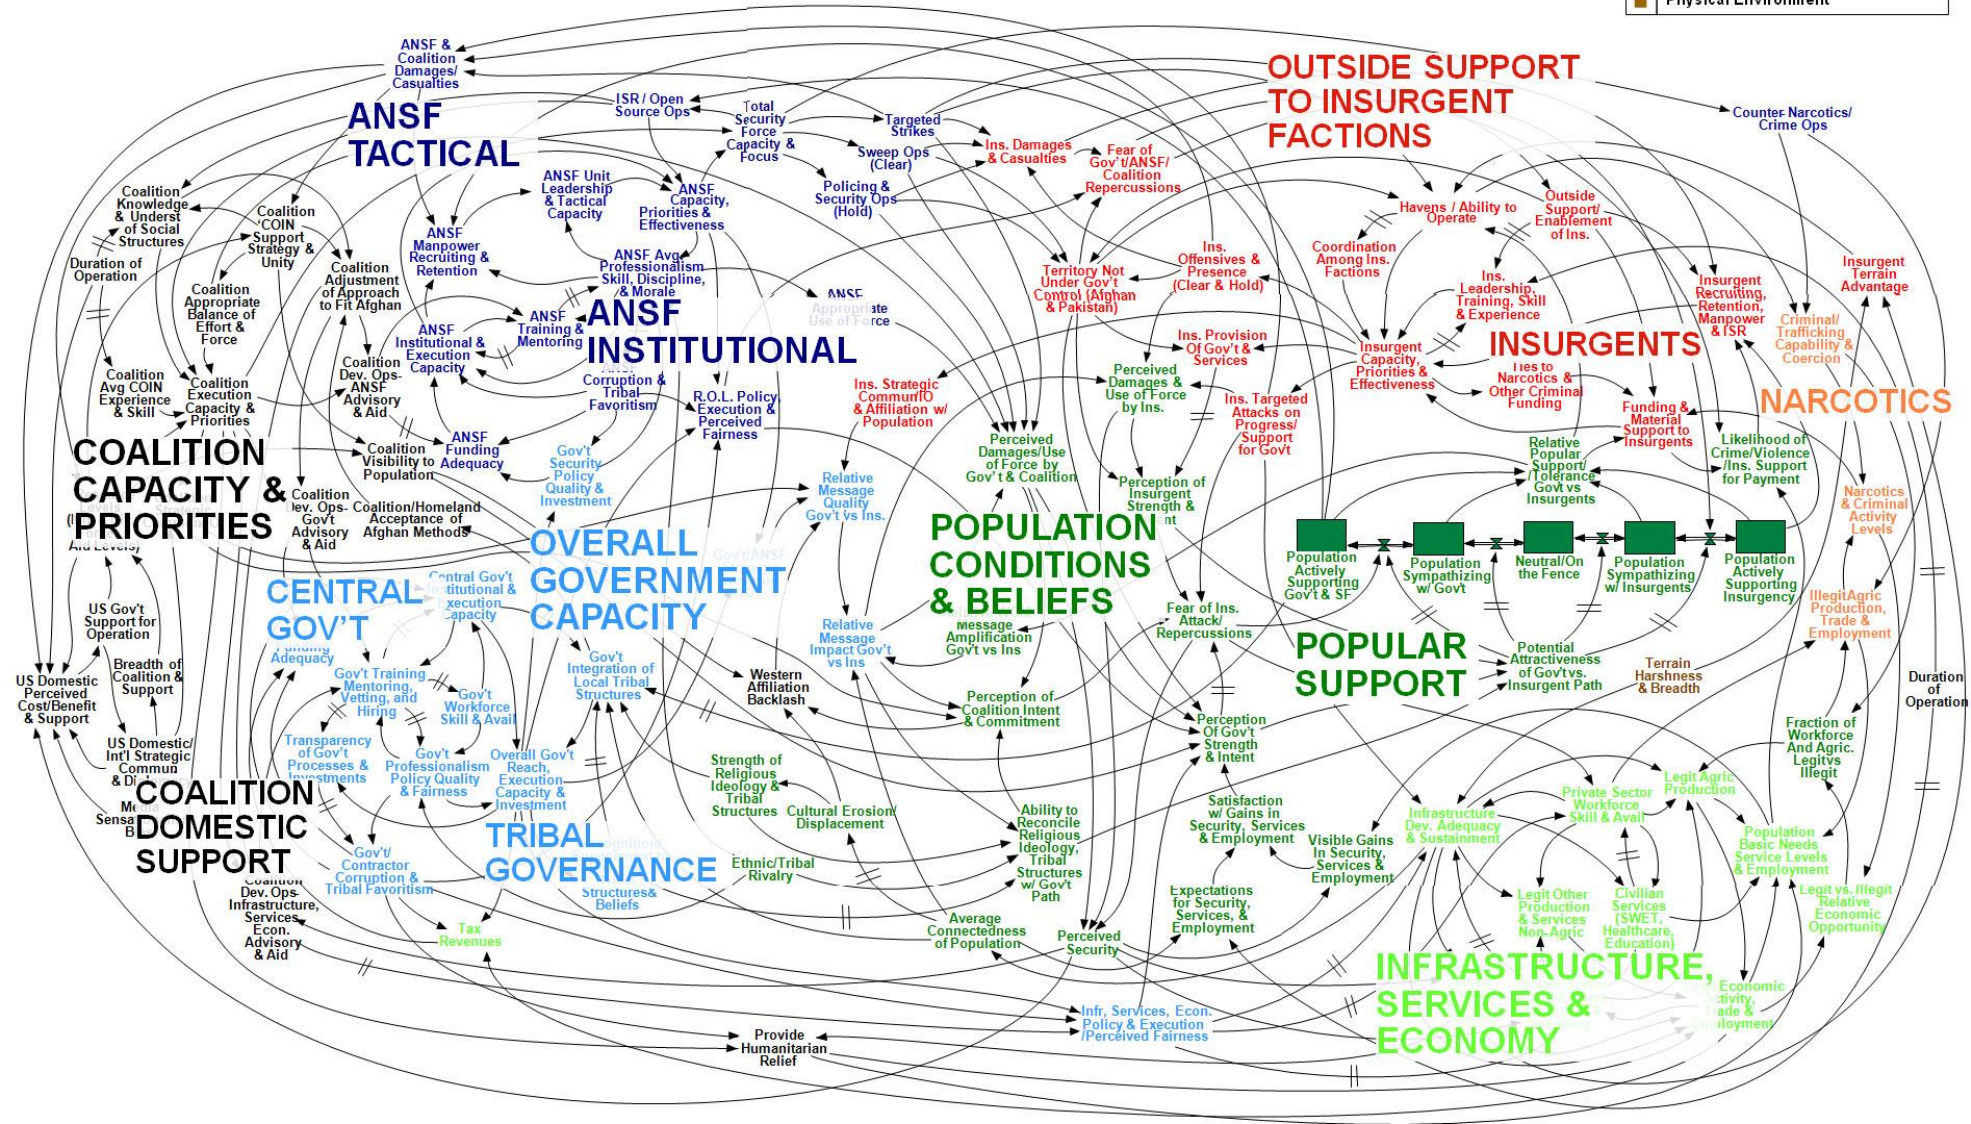 Physical Environment
ANSF &
Coalition
Damages/
Casualties
ANSF
TACTICAL
ISR / Open
Source Ops
Total
Security
Force
Capacity &
Focus
Targeted
Strikes
Sweep Ops
(Clear)
Policing &
Security Ops
(Hold)
Ins. Damages
& Casualties
Fear of
Gov't/ANSF/
Coalition
Repercussions
OUTSIDE SUPPORT
TO INSURGENT
FACTIONS
Counter Narcotics/
Crime Ops
Coalition
Knowledge
& Underst
of Social
Structures
Coalition
COIN
Support
Strategy &
Unity
Duration of
Operation
Coalition
Appropriate
Balance of
Effort &
Force
Coalition
Adjustment
of Approach
to Fit Afghan
ANSF
Manpower
Recruiting &
Retention
ANSF Unit
Leadership
& Tactical
Capacity
ANSF
Capacity,
Priorities &
Effectiveness
ANSF Avg
Professionalism
Skill, Discipline,
& Morale
ANSF
INSTITUTIONAL
ANSF
Appropriate
Use of Force
ANSF
Institutional &
Execution
Capacity
ANSF
Training &
Mentoring
Corruption &
Tribal
Favoritism
R.O.L. Policy,
Execution &
Perceived
Fairness
Territory Not
Under Gov't
Control (Afghan
& Pakistan)
Ins.
Offensives &
Presence
(Clear & Hold)
Ins. Provision
Of Gov't &
Services
Havens / Ability to
Operate
Outside
Support/
Enablement
of Ins.
Coordination
Among Ins.
Factions
Ins.
Leadership,
Training, Skill
& Experience
Insurgent
Recruiting,
Retention,
Manpower
& ISR
Insurgent
Terrain
Advantage
Criminal/
Trafficking
Capability &
Coercion
INSURGENTS
Insurgent
Capacity,
Priorities &
Effectiveness
Ties to
Narcotics &
Other Criminal
Funding
Funding &
Material
Support to
Insurgents
NARCOTICS
Coalition
Avg COIN
Experience
& Skill
Coalition
Execution
Capacity &
Priorities
Coalition
Dev. Ops-
ANSF
Advisory
& Aid
Coalition
Visibility to
Population
ANSF
Funding
Adequacy
Gov't
Security
Policy
Quality &
Investment
Ins. Strategic
Commun/IO
& Affiliation w/
Population
Perceived
Damages &
Use of Force
by Ins.
Ins. Targeted
Attacks on
Progress/
Support
for Gov't
Perceived
Damages/Use
of Force by
Gov't & Coalition
Perception of
Insurgent
Strength &
nt
Relative
Popular
Support/
/Tolerance
Govt vs
Insurgents
Likelihood of
Crime/Violence
/Ins. Support
for Payment
Narcotics
& Criminal
Activity
Levels
COALITION
CAPACITY &
PRIORITIES
Aid Levels)
Coalition
Dev. Ops-
Gov't
Advisory
& Aid
Coalition/Homeland
Acceptance of
Afghan Methods
Relative
Message
Quality
Gov't vs Ins.
OVERALL
GOVERNMENT
CAPACITY
Gov't/ANSF
POPULATION
CONDITIONS
& BELIEFS
Population
Actively
Supporting
Gov't & SF
Population
Sympathizing
w/ Gov't
Neutral/On
the Fence
Population
Sympathizing
w/ Insurgents
Population
Actively
Supporting
Insurgency
CENTRAL
GOV'T
Central Gov't
Institutional &
Execution
Capacity
US Gov't
Support for
Operation
Breadth of
Coalition &
Support
US Domestic
Perceived
Cost/Benefit
& Support
US Domestic/
Int'l Strategic
Commun
COALITION
DOMESTIC
SUPPORT
Funding
Adequacy
Gov't Training
Mentoring,
Vetting, and
Hiring
Gov't
Workforce
Skill & Avail
Transparency
of Gov't
Processes &
Investments
Gov't
Professionalism
Policy Quality
& Fairness
Overall Gov't
Reach,
Execution
Capacity &
Investment
Gov't
Integration of
Local Tribal
Structures
Western
Affiliation
Backlash
Relative
Message
Impact Gov't
vs Ins
Message
Amplification
Gov't vs Ins
Perception of
Coalition Intent
& Commitment
Fear of Ins.
Attack/
Repercussions
Perception
Of Gov't
Strength
& Intent
POPULAR
SUPPORT
Potential
Attractiveness
of Gov't vs.
Insurgent Path
Terrain
Harshness
& Breadth
IllegitAgric
Production,
Trade &
Employment
Duration
of
Operation
Fraction of
Workforce
And Agric.
Legitvs
Illegit
Strength of
Religious
Ideology &
Tribal
Structures
Cultural Erosion/
Displacement
Ethnic/Tribal
Rivalry
TRIBAL
GOVERNANCE
Structures&
Beliefs
Gov't/
Contractor
Corruption &
Tribal Favoritism
Tax
Revenues
Coalition
Dev. Ops-
Infrastructure,
Services
Econ.
Advisory
& Aid
Ability to
Reconcile
Religious
Ideology,
Tribal
Structures
w/ Gov't
Path
Average
Connectedness
of Population
Perceived
Security
Satisfaction
w/ Gains in
Security, Services
& Employment
Visible Gains
In Security,
Services &
Employment
Expectations
for Security,
Services, &
Employment
Infrastructure
Dev. Adequacy
& Sustainment
Private Sector
Workforce
Skill & Avail
Legit Agric
Production
Population
Basic Needs
Service Levels
& Employment
Legit Other
Production
& Services
Non-Agric
Civilian
Services
(SWET,
Healthcare,
Education)
Legit vs. Illegit
Relative
Economic
Opportunity
INFRASTRUCTURE,
SERVICES &
ECONOMY
Economic
Infr, Services, Econ.
Policy & Execution
/Perceived Fairness
Provide
Humanitarian
Relief